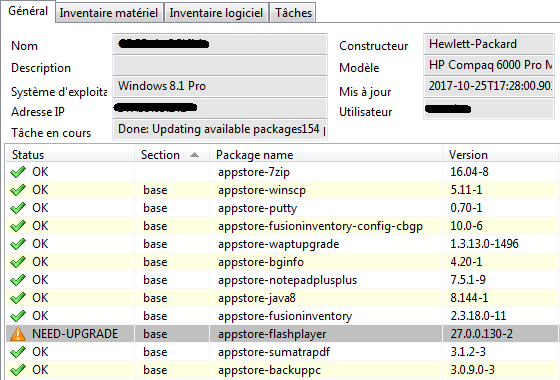 Général Inventaire matériel Inventaire logiciel Tâches
Nom Constructeur Hewlett-Packard
Description Modèle HP Compaq 6000 Pro M
Système d'exploita Windows 8.1 Pro Mis à jour 2017-10-25T17:28:00.90
Adresse IP Utilisateur
Tâche en cours Done: Updating available packages154 p
Status Section Package name Version
OK appstore-7zip 16.04-8
OK base appstore-winscp 5.11-1
OK base appstore-putty 0.70-1
OK base appstore-fusioninventory-config-cbgp 10.0-6
OK base appstore-waptupgrade 1.3.13.0-1496
OK base appstore-bginfo 4.20-1
OK base appstore-notepadplusplus 7.5.1-9
OK base appstore-java8 8.144-1
OK base appstore-fusioninventory 2.3.18.0-11
NEED-UPGRADE base appstore-flashplayer 27.0.0.130-2
OK base appstore-sumatrapdf 3.1.2-3
OK base appstore-backuppc 3.0.9.0-3